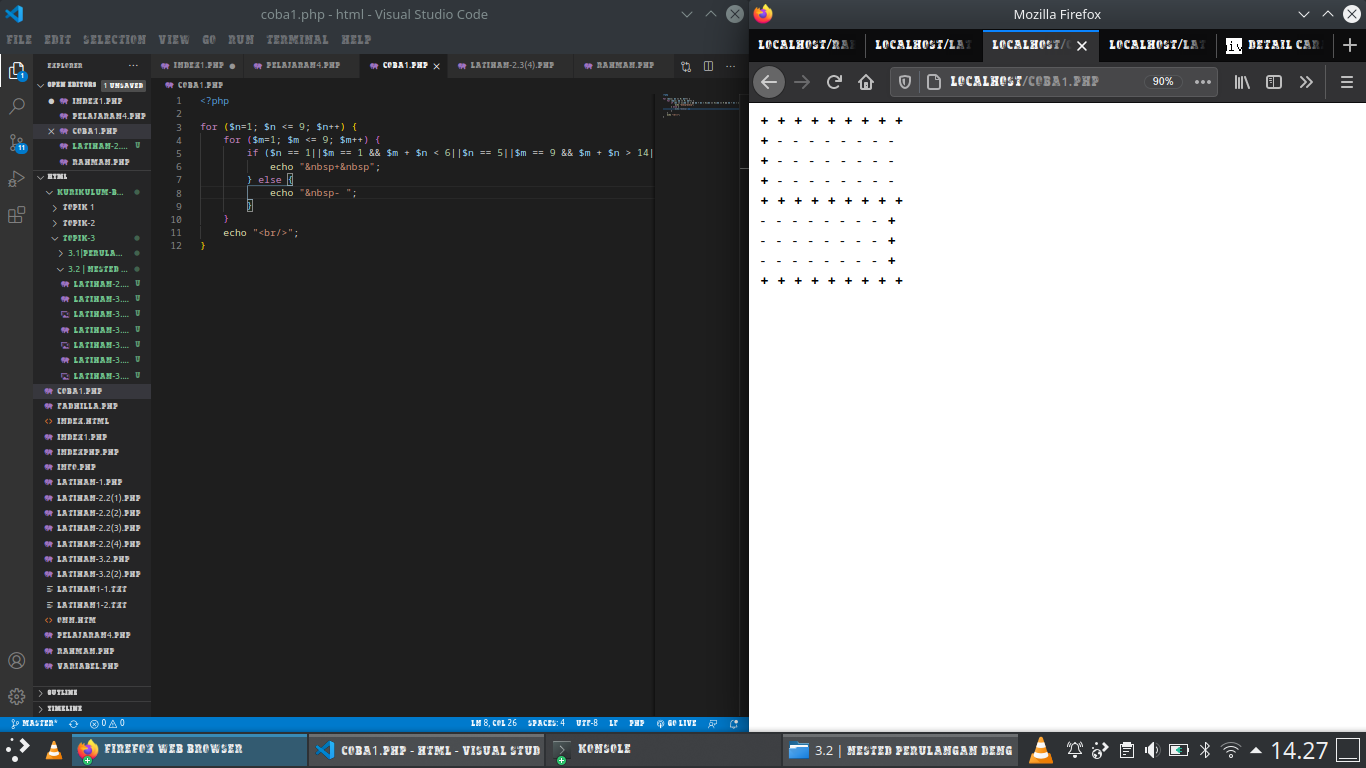 coba1.php - html - Visual Studio Code
FILE EDIT SELECTION VIEW GO RUN TERMINAL HELP
EXPLORER ...
OPEN EDITORS 1 UNSAVED
INDEX1.PHP
PELAJARAN4.PHP
COBA1.PHP
LATIHAN-2.... U
RAHMAN.PHP
HTML
KURIKULUM-B...
TOPIK 1
TOPIK-2
TOPIK-3
3.1|PERULA...
3.2 | NESTED ...
LATIHAN-2.... U
LATIHAN-3.... U
LATIHAN-3.... U
LATIHAN-3.... U
LATIHAN-3.... U
LATIHAN-3.... U
LATIHAN-3.... U
COBA1.PHP
FADHILLA.PHP
INDEX.HTML
INDEX1.PHP
INDEXPHP.PHP
INFO.PHP
LATIHAN-1.PHP
LATIHAN-2.2(1).PHP
LATIHAN-2.2(2).PHP
LATIHAN-2.2(3).PHP
LATIHAN-2.2(4).PHP
LATIHAN-3.2.PHP
LATIHAN-3.2(2).PHP
LATIHAN1-1.TXT
LATIHAN1-2.TXT
OMM.HTM
PELAJARAN4.PHP
RAHMAN.PHP
VARIABEL.PHP
OUTLINE
TIMELINE
1
11
INDEX1.PHP PELAJARAN4.PHP COBA1.PHP LATIHAN-2.3(4).PHP RAHMAN.PHP
COBA1.PHP
1 <?php
2
3 for ($n=1; $n <= 9; $n++) {
4 for ($m=1; $m <= 9; $m++) {
5 if ($n == 1||$m == 1 && $m + $n < 6||$n == 5||$m == 9 && $m + $n > 14|
6 echo "&nbsp+&nbsp";
7 } else {
8 echo "&nbsp- ";
9 }
10 }
11 echo "<br/>";
12 }
MASTER* 0 0 LN 8, COL 26 SPACES: 4 UTF-8 LF PHP GO LIVE
Mozilla Firefox
LOCALHOST/RAH LOCALHOST/LAT LOCALHOST/C LOCALHOST/LAT iv DETAIL CAR
LOCALHOST/COBA1.PHP 90%
+ + + + + + + + +
+ - - - - - - - -
+ - - - - - - - -
+ - - - - - - - -
+ + + + + + + + +
- - - - - - - - +
- - - - - - - - +
- - - - - - - - +
+ + + + + + + + +
FIREFOX WEB BROWSER COBA1.PHP - HTML - VISUAL STUD KONSOLE 3.2 | NESTED PERULANGAN DENG 14.27